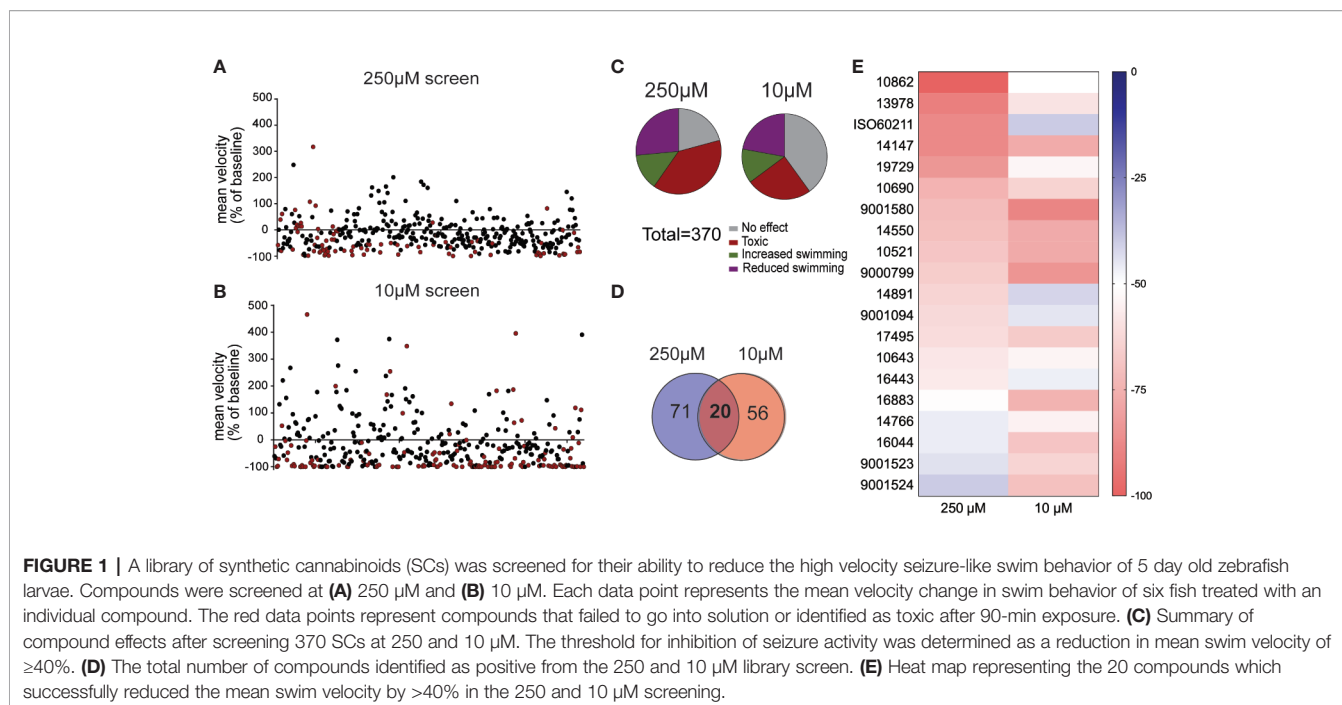 A
250µM screen
mean velocity
(% of baseline)
500
400
300
200
100
0
-100
B
10µM screen
mean velocity
(% of baseline)
500
400
300
200
100
0
-100
C
250µM 10µM
Total=370
No effect
Toxic
Increased swimming
Reduced swimming
D
250µM 10µM
71 20 56
E
10862
13978
ISO60211
14147
19729
10690
9001580
14550
10521
9000799
14891
9001094
17495
10643
16443
16883
14766
16044
9001523
9001524
250 µM 10 µM
0
-25
-50
-75
-100
FIGURE 1 | A library of synthetic cannabinoids (SCs) was screened for their ability to reduce the high velocity seizure-like swim behavior of 5 day old zebrafish
larvae. Compounds were screened at (A) 250 µM and (B) 10 µM. Each data point represents the mean velocity change in swim behavior of six fish treated with an
individual compound. The red data points represent compounds that failed to go into solution or identified as toxic after 90-min exposure. (C) Summary of
compound effects after screening 370 SCs at 250 and 10 µM. The threshold for inhibition of seizure activity was determined as a reduction in mean swim velocity of
≥40%. (D) The total number of compounds identified as positive from the 250 and 10 µM library screen. (E) Heat map representing the 20 compounds which
successfully reduced the mean swim velocity by >40% in the 250 and 10 µM screening.